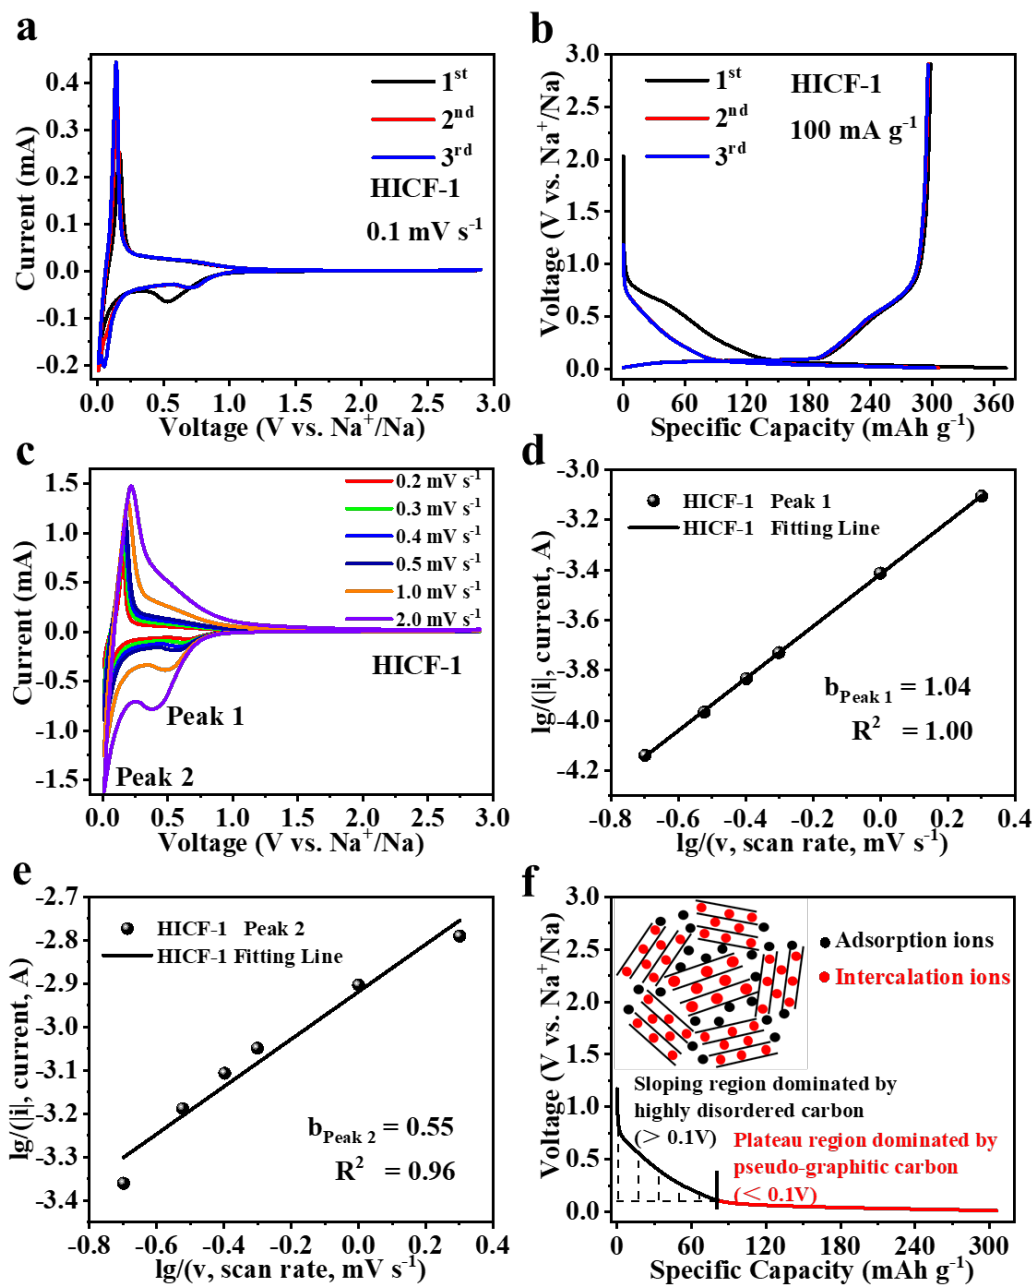 a
1st
2nd
3rd
HICF-1
0.1 mV s-1
0.4
0.3
0.2
0.1
0.0
-0.1
-0.2
Current (mA)
0.0 0.5 1.0 1.5 2.0 2.5 3.0
Voltage (V vs. Na+/Na)
b
1st
2nd
3rd
HICF-1
100 mA g-1
3.0
2.5
2.0
1.5
1.0
0.5
0.0
Voltage (V vs. Na+/Na)
0 60 120 180 240 300 360
Specific Capacity (mAh g-1)
c
0.2 mV s-1
0.3 mV s-1
0.4 mV s-1
0.5 mV s-1
1.0 mV s-1
2.0 mV s-1
HICF-1
Peak 1
Peak 2
1.5
1.0
0.5
0.0
-0.5
-1.0
-1.5
Current (mA)
0.0 0.5 1.0 1.5 2.0 2.5 3.0
Voltage (V vs. Na+/Na)
d
HICF-1 Peak 1
HICF-1 Fitting Line
bPeak 1 = 1.04
R2 = 1.00
-3.0
-3.2
-3.4
-3.8
-4.0
-4.2
lg/(|i|, current, A)
-0.8 -0.6 -0.4 -0.2 0.0 0.2 0.4
lg/(v, scan rate, mV s-1)
e
HICF-1 Peak 2
HICF-1 Fitting Line
bPeak 2 = 0.55
R2 = 0.96
-2.7
-2.8
-2.9
-3.0
-3.1
-3.2
-3.3
-3.4
lg/(|i|, current, A)
-0.8 -0.6 -0.4 -0.2 0.0 0.2 0.4
lg/(v, scan rate, mV s-1)
f
Adsorption ions
Intercalation ions
Sloping region dominated by
highly disordered carbon
(> 0.1V)
Plateau region dominated by
pseudo-graphitic carbon
(< 0.1V)
3.0
2.5
2.0
1.5
1.0
0.5
0.0
Voltage (V vs. Na+/Na)
0 60 120 180 240 300
Specific Capacity (mAh g-1)